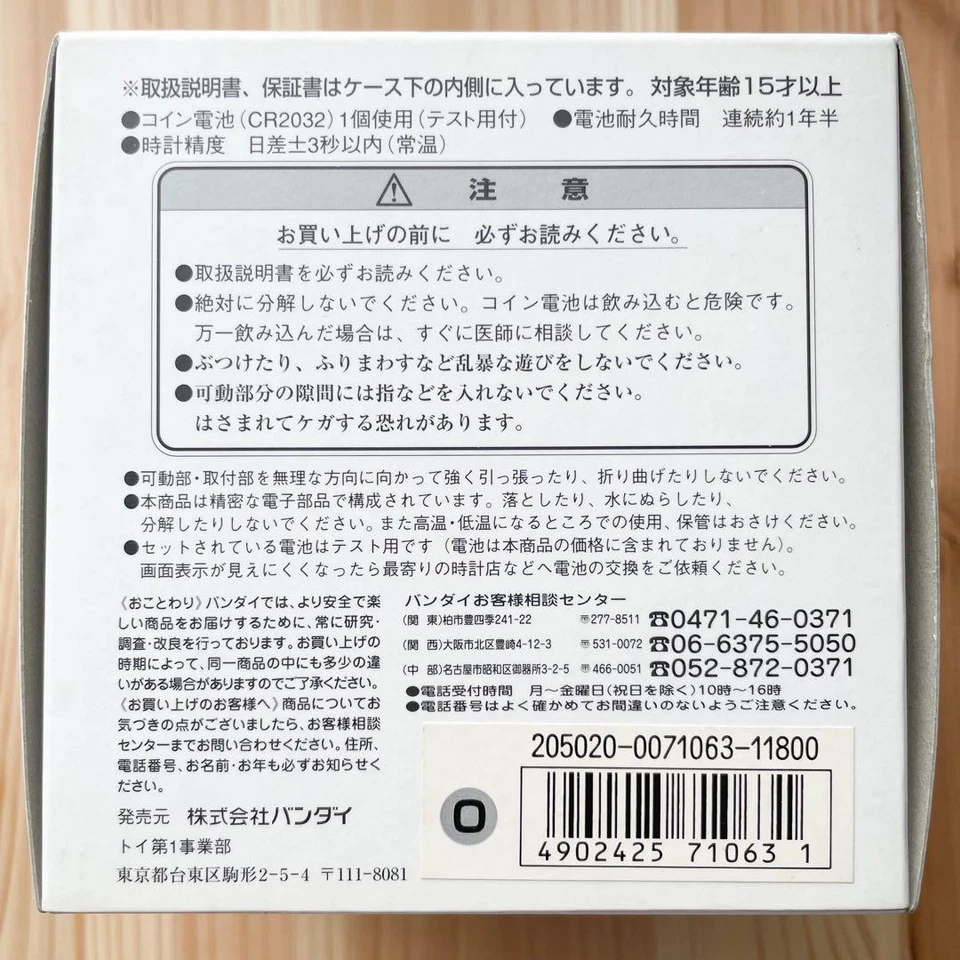 ※取扱説明書、保証書はケース下の内側に入っています。対象年齢15才以上
●コイン電池(CR2032)1個使用(テスト用付) ●電池耐久時間 連続約1年半
●時計精度 日差士3秒以内(常温)
⚠ 注 意
お買い上げの前に 必ずお読みください。
●取扱説明書を必ずお読みください。
●絶対に分解しないでください。コイン電池は飲み込むと危険です。
万一飲み込んだ場合は、すぐに医師に相談してください。
●ぶつけたり、ふりまわすなど乱暴な遊びをしないでください。
●可動部分の隙間には指などを入れないでください。
はさまれてケガする恐れがあります。
●可動部・取付部を無理な方向に向かって強く引っ張ったり、折り曲げたりしないでください。
●本商品は精密な電子部品で構成されています。落としたり、水にぬらしたり、
分解したりしないでください。また高温・低温になるところでの使用、保管はおさけください。
●セットされている電池はテスト用です(電池は本商品の価格に含まれておりません)。
画面表示が見えにくくなったら最寄りの時計店などへ電池の交換をご依頼ください。
《おことわり》バンダイでは、より安全で楽
しい商品をお届けするために、常に研究・
調査・改良を行っております。お買い上げの
時期によって、同一商品の中にも多少の違
いがある場合がありますのでご了承ください。
《お買い上げのお客様へ》商品についてお
気づきの点がございましたら、お客様相談
センターまでお問い合わせください。住所、
電話番号、お名前・お年も必ずお知らせく
ださい。
発売元 株式会社バンダイ
トイ第1事業部
東京都台東区駒形2-5-4 〒111-8081
バンダイお客様相談センター
(関 東)柏市豊四季241-22 〒277-8511 ☎0471-46-0371
(関 西)大阪市北区豊崎4-12-3 〒531-0072 ☎06-6375-5050
(中 部)名古屋市昭和区御器所3-2-5 〒466-0051 ☎052-872-0371
●電話受付時間 月～金曜日(祝日を除く)10時～16時
●電話番号はよく確かめてお間違いのないようご注意ください。
205020-0071063-11800
O
4902425 71063 1